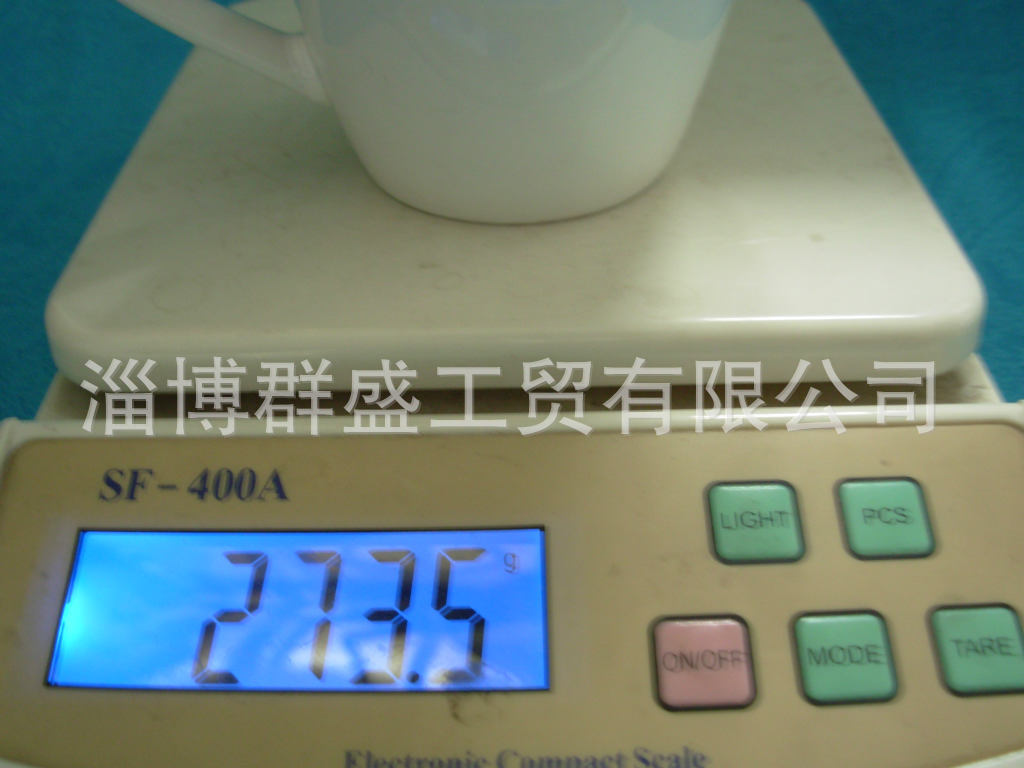 淄博群盛工贸有限公司
SF-400A
LIGHT PCS
273.5 g
ON/OFF MODE TARE
Electronic Compact Scale